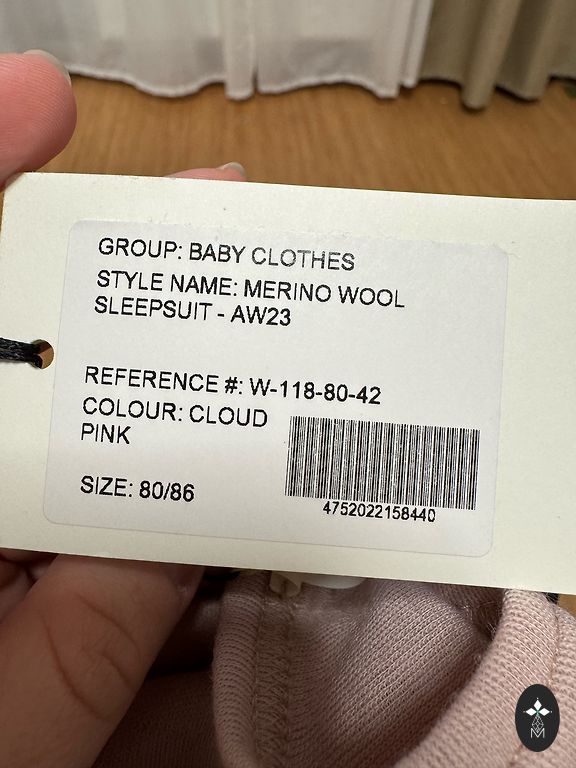 GROUP: BABY CLOTHES
STYLE NAME: MERINO WOOL
SLEEPSUIT - AW23
REFERENCE #: W-118-80-42
COLOUR: CLOUD
PINK
SIZE: 80/86
4752022158440
M